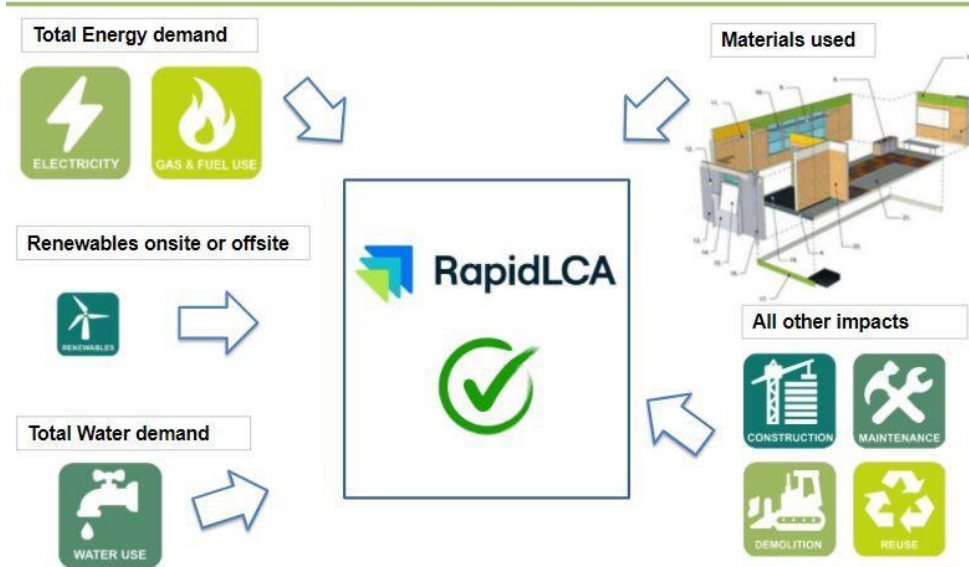 Total Energy demand
ELECTRICITY
GAS & FUEL USE
Renewables onsite or offsite
RENEWABLES
Total Water demand
WATER USE
RapidLCA
Materials used
All other impacts
CONSTRUCTION
MAINTENANCE
DEMOLITION
REUSE